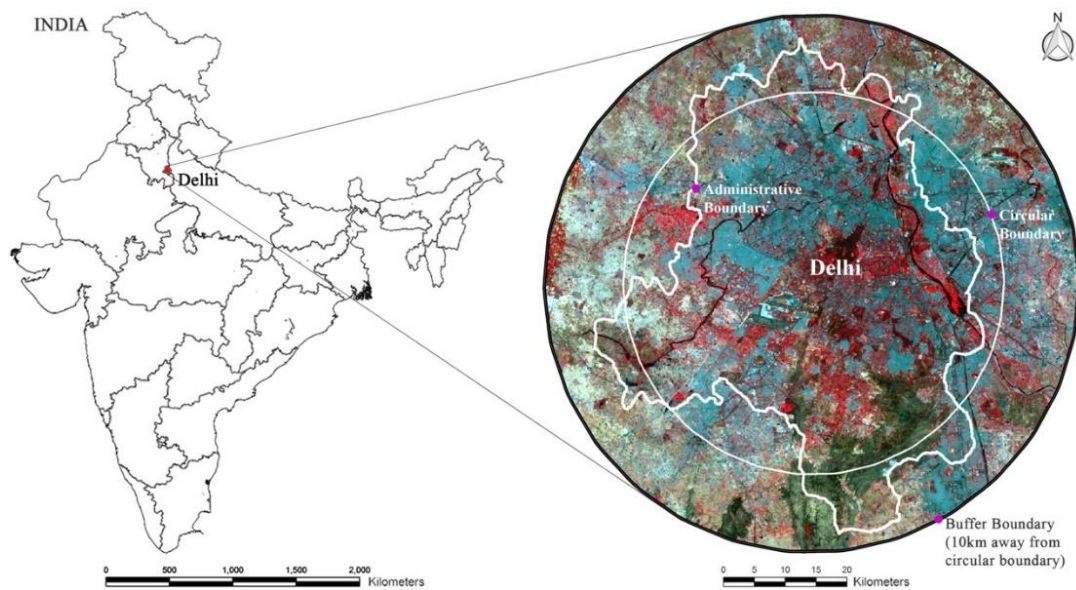 INDIA
Delhi
0
500
1,000
1,500
2,000
Kilometers
N
Administrative
Boundary
Circular
Boundary
Delhi
Buffer Boundary
(10km away from
circular boundary)
0
5
10
15
20
Kilometers